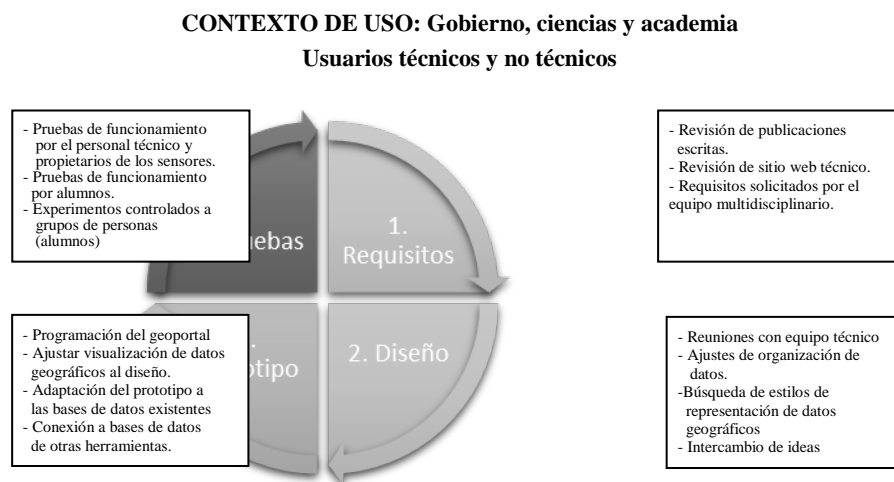 CONTEXTO DE USO: Gobierno, ciencias y academia
Usuarios técnicos y no técnicos
- Pruebas de funcionamiento
por el personal técnico y
propietarios de los sensores.
- Pruebas de funcionamiento
por alumnos.
- Experimentos controlados a
grupos de personas
(alumnos)
1.
Requisitos
- Revisión de publicaciones
escritas.
- Revisión de sitio web técnico.
- Requisitos solicitados por el
equipo multidisciplinario.
- Programación del geoportal
- Ajustar visualización de datos
geográficos al diseño.
- Adaptación del prototipo a
las bases de datos existentes
- Conexión a bases de datos
de otras herramientas.
2. Diseño
- Reuniones con equipo técnico
- Ajustes de organización de
datos.
-Búsqueda de estilos de
representación de datos
geográficos
- Intercambio de ideas